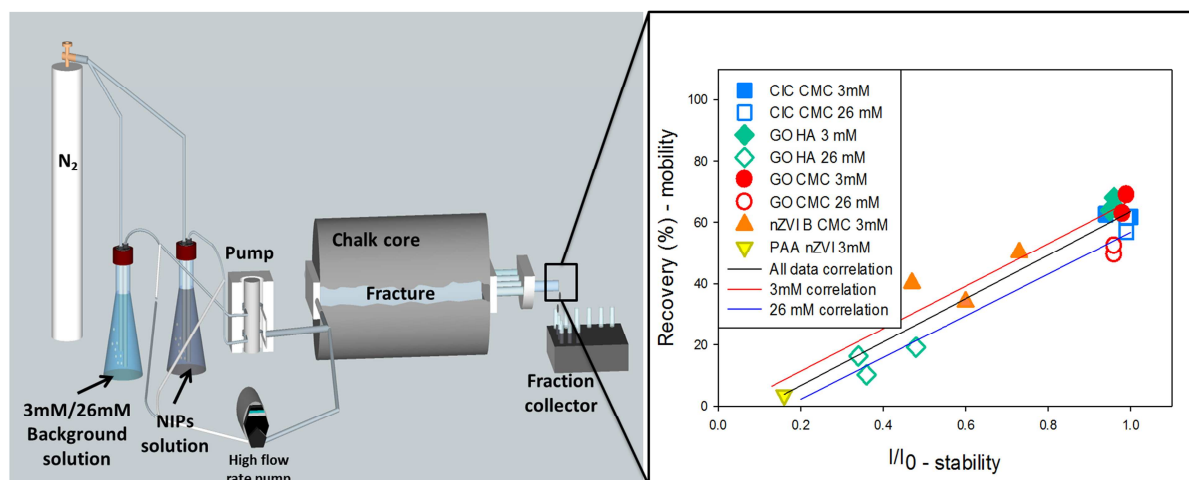 N2
Pump
Chalk core
Fracture
3mM/26mM
Background
solution
NIPs
solution
High flow
rate pump
Fraction
collector
Recovery (%) - mobility
100
80
60
40
20
0
CIC CMC 3mM
CIC CMC 26 mM
GO HA 3 mM
GO HA 26 mM
GO CMC 3mM
GO CMC 26 mM
nZVI B CMC 3mM
PAA nZVI 3mM
All data correlation
3mM correlation
26 mM correlation
0.0 0.2 0.4 0.6 0.8 1.0
I/I0 - stability